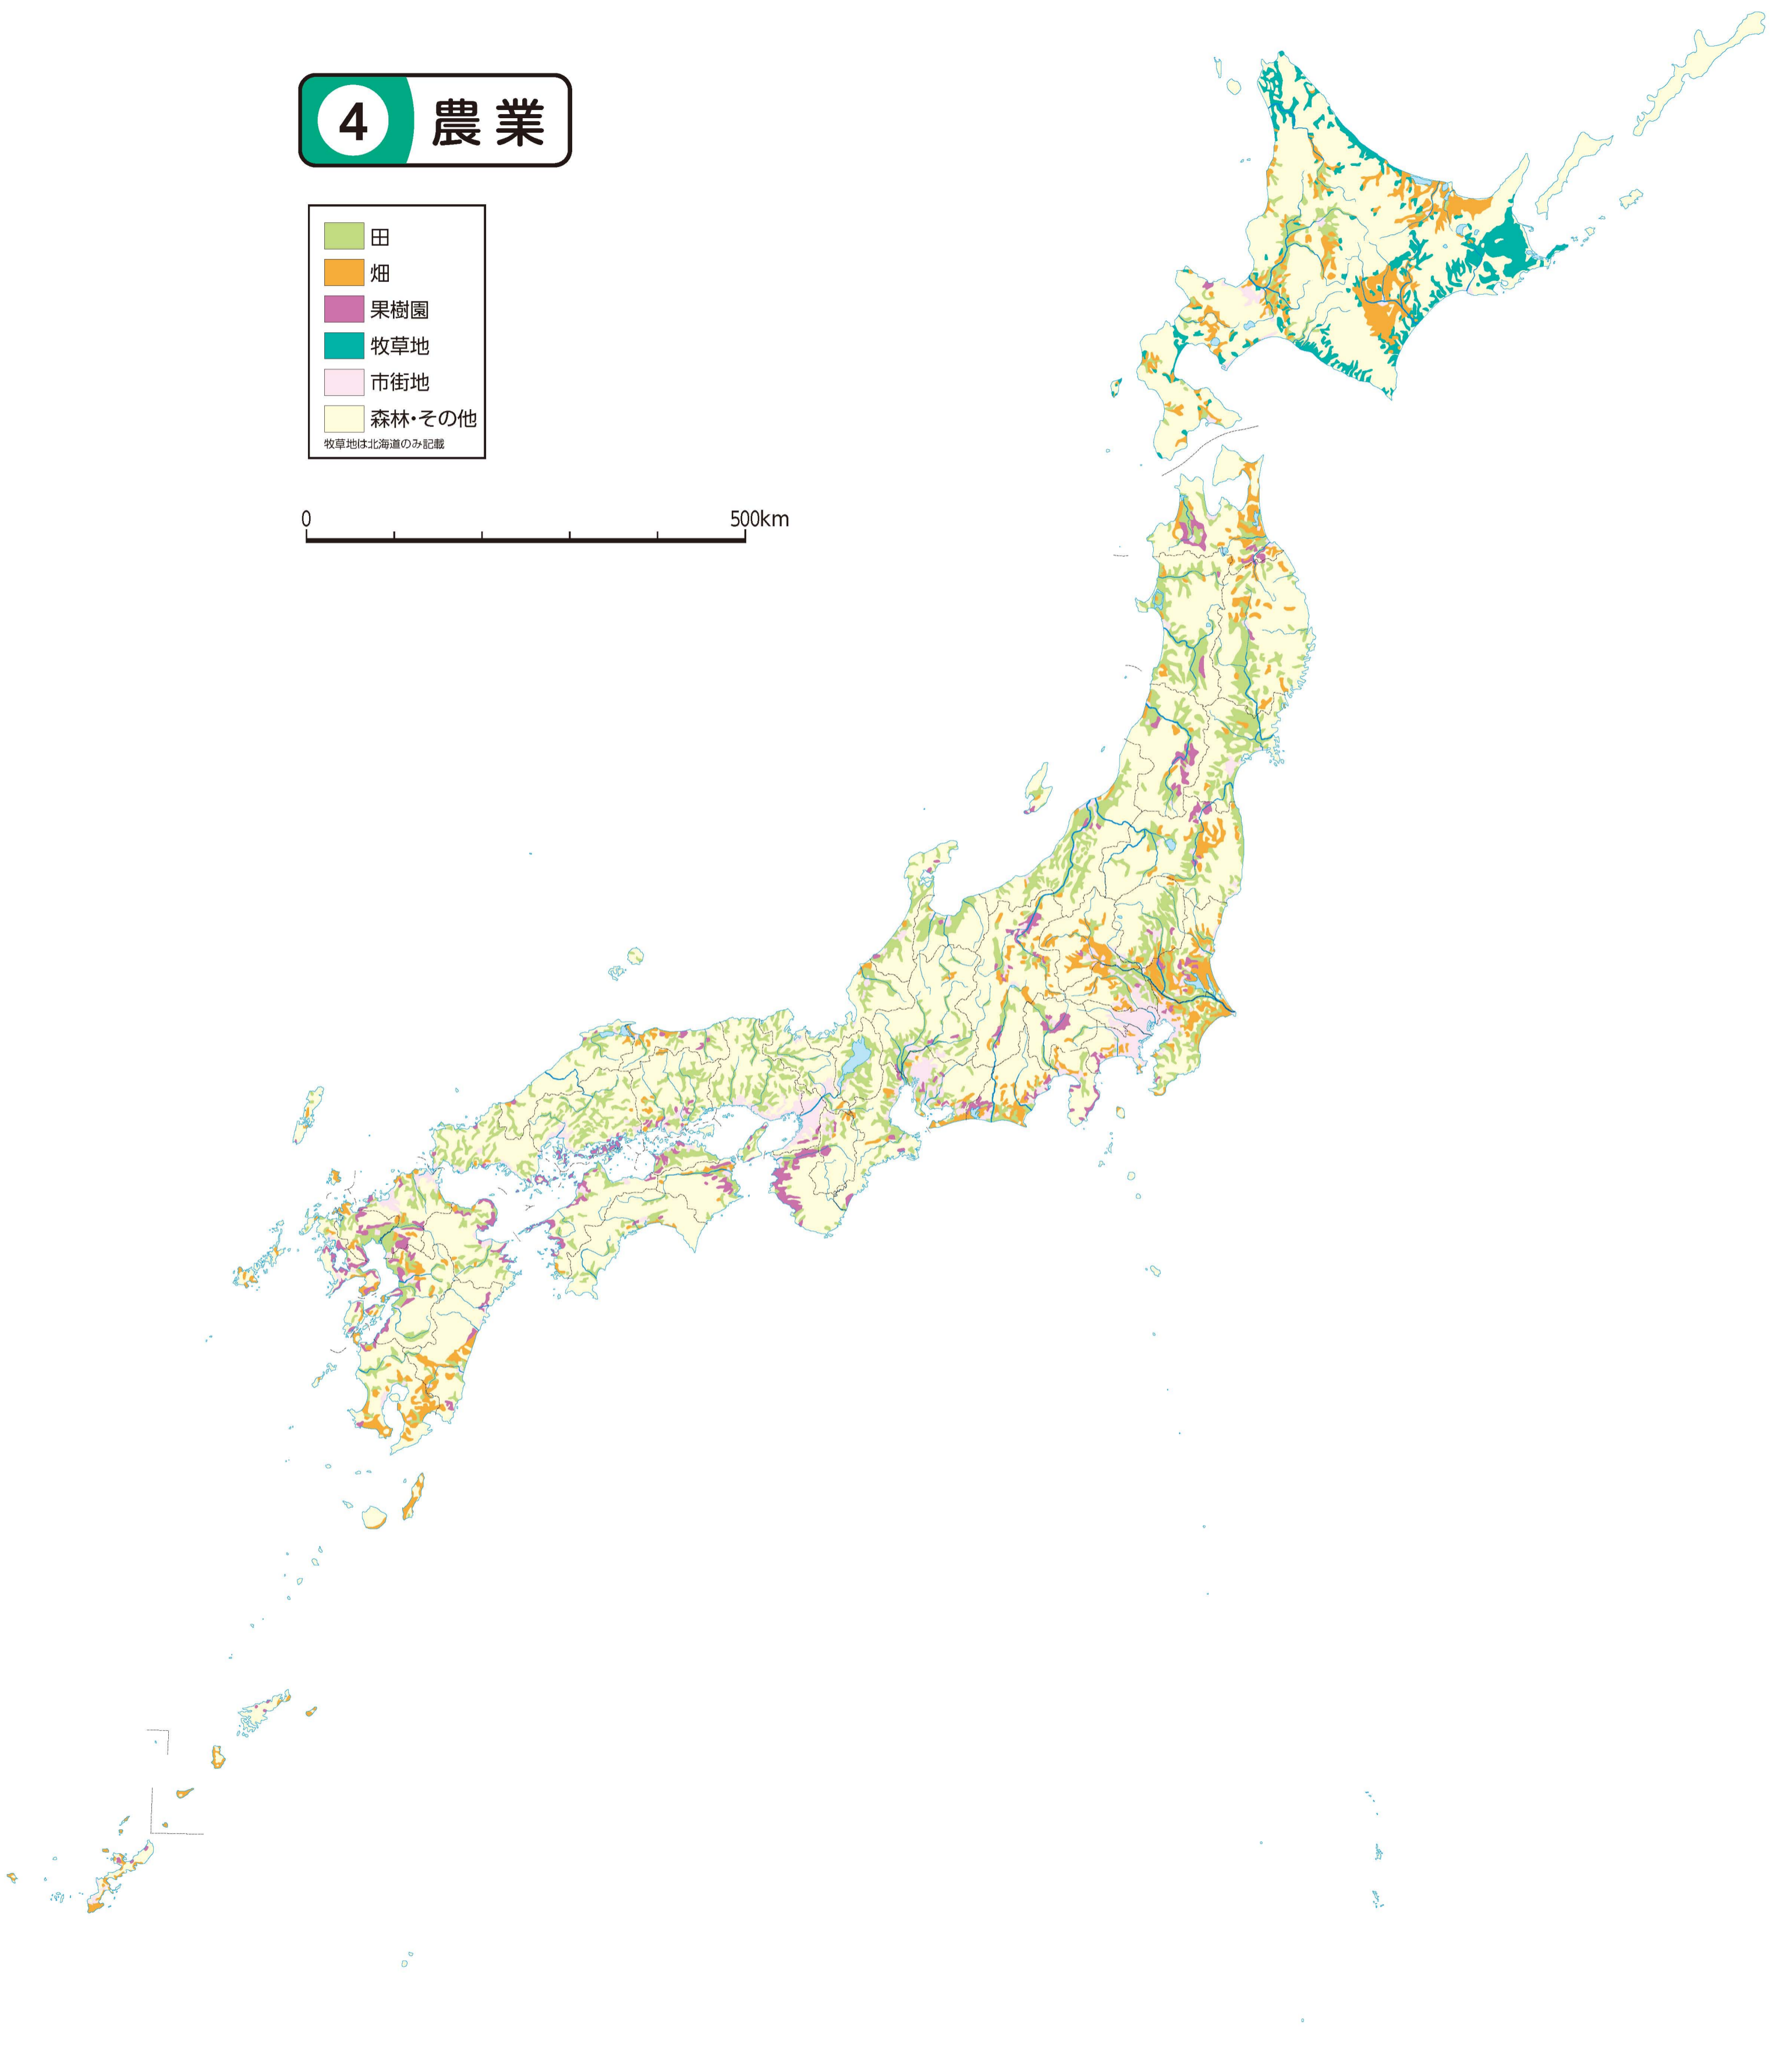 4 農業
田
畑
果樹園
牧草地
市街地
森林・その他
牧草地は北海道のみ記載
0 500km